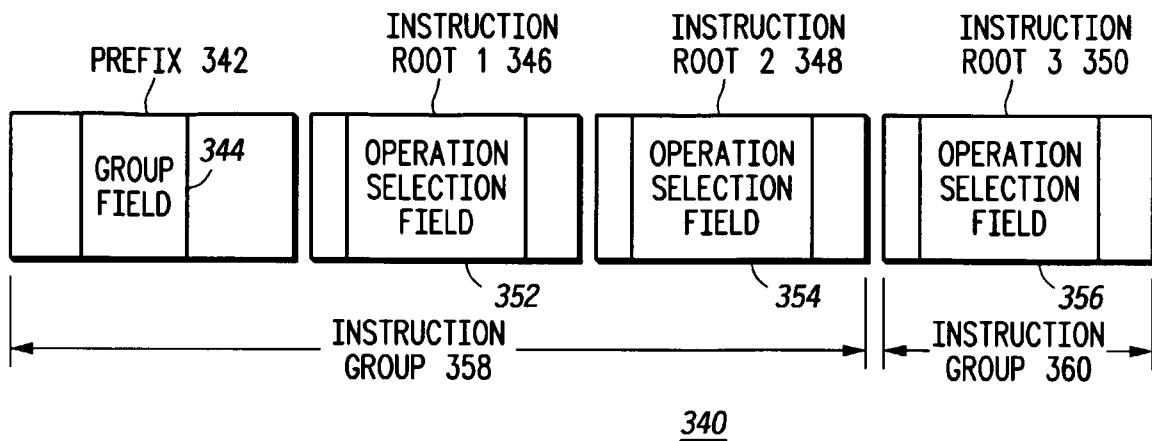 PREFIX 342
INSTRUCTION
ROOT 1 346
INSTRUCTION
ROOT 2 348
INSTRUCTION
ROOT 3 350
GROUP
FIELD
344
OPERATION
SELECTION
FIELD
OPERATION
SELECTION
FIELD
OPERATION
SELECTION
FIELD
352
354
356
INSTRUCTION
GROUP 358
INSTRUCTION
GROUP 360
340